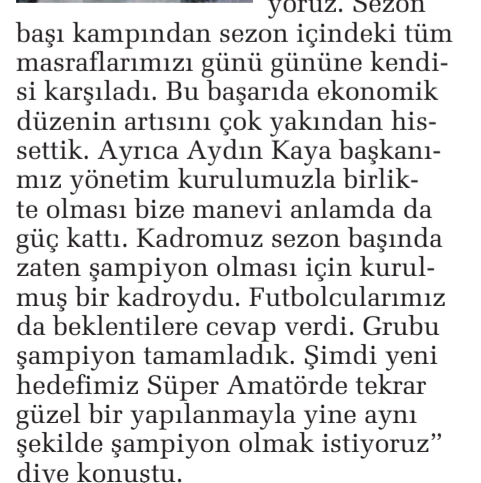 yoruz. Sezon
başı kampından sezon içindeki tüm
masraflarımızı günü gününe kendi-
si karşıladı. Bu başarıda ekonomik
düzenin artısını çok yakından his-
settik. Ayrıca Aydın Kaya başkanı-
mız yönetim kurulumuzla birlik-
te olması bize manevi anlamda da
güç kattı. Kadromuz sezon başında
zaten şampiyon olması için kurul-
muş bir kadroydu. Futbolcularımız
da beklentilere cevap verdi. Grubu
şampiyon tamamladık. Şimdi yeni
hedefimiz Süper Amatörde tekrar
güzel bir yapılanmayla yine aynı
şekilde şampiyon olmak istiyoruz”
diye konuştu.